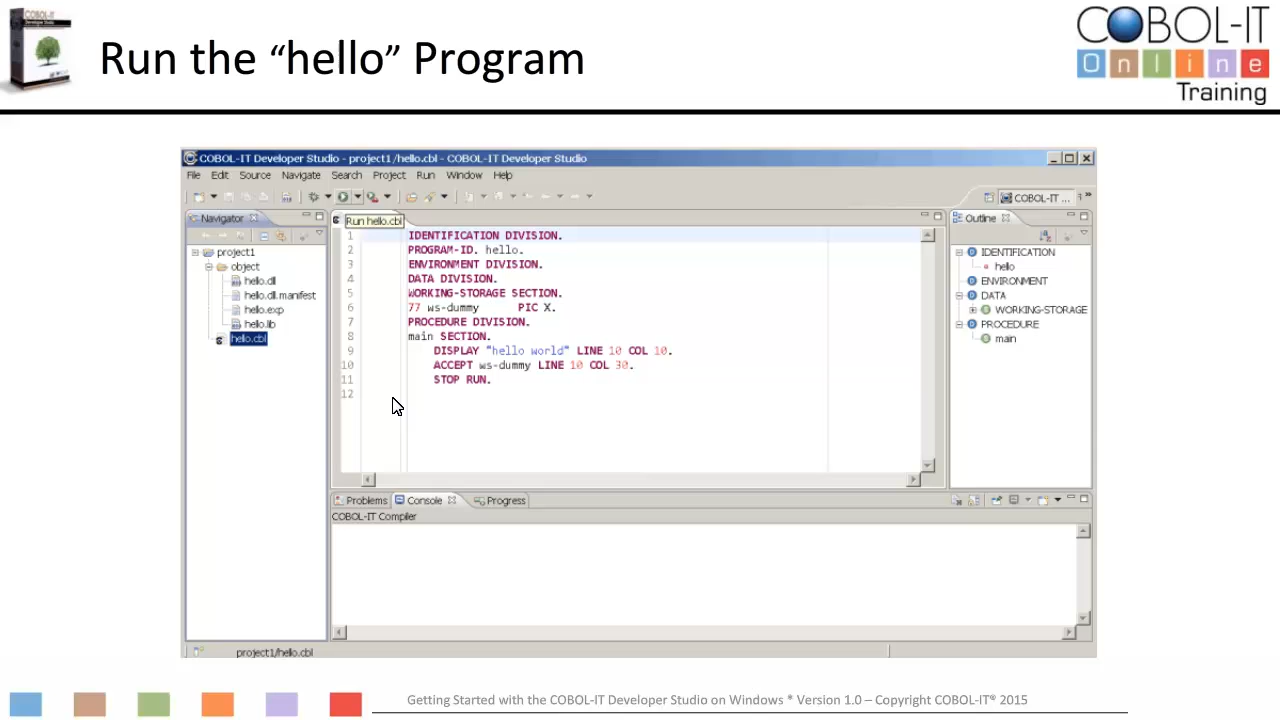 Run the “hello” Program
COBOL-IT
Online
Training
COBOL-IT Developer Studio - project1/hello.cbl - COBOL-IT Developer Studio
File Edit Source Navigate Search Project Run Window Help
COBOL-IT ...
Navigator
Run hello.cbl
Outline
project1
object
hello.dll
hello.dll.manifest
hello.exp
hello.lib
hello.cbl
1 IDENTIFICATION DIVISION.
2 PROGRAM-ID. hello.
3 ENVIRONMENT DIVISION.
4 DATA DIVISION.
5 WORKING-STORAGE SECTION.
6 77 ws-dummy PIC X.
7 PROCEDURE DIVISION.
8 main SECTION.
9 DISPLAY "hello world" LINE 10 COL 10.
10 ACCEPT ws-dummy LINE 10 COL 30.
11 STOP RUN.
12
IDENTIFICATION
hello
ENVIRONMENT
DATA
WORKING-STORAGE
PROCEDURE
main
Problems Console Progress
COBOL-IT Compiler
project1/hello.cbl
Getting Started with the COBOL-IT Developer Studio on Windows * Version 1.0 – Copyright COBOL-IT® 2015